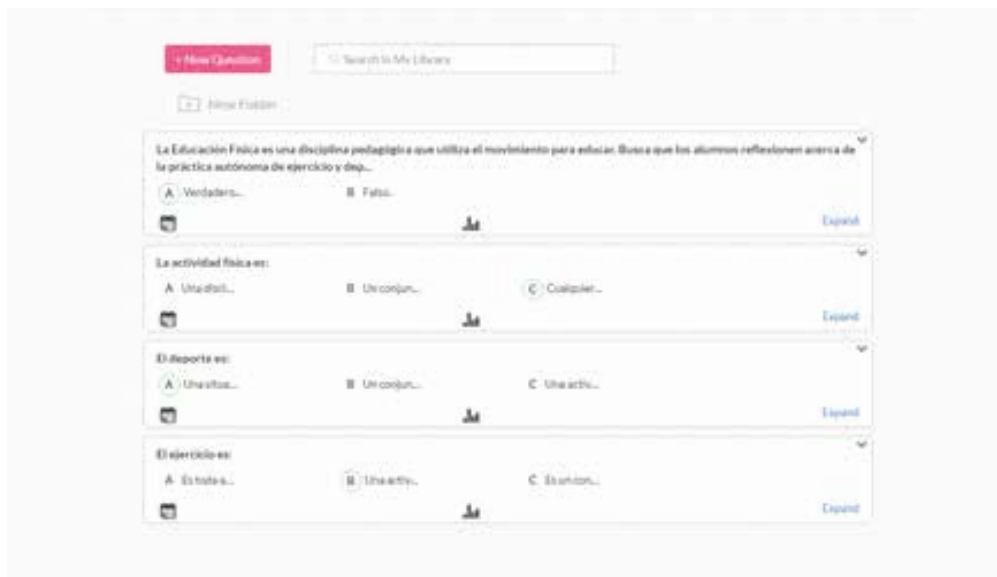 + New Question
Search in My Library
New Folder
La Educación Física es una disciplina pedagógica que utiliza el movimiento para educar. Busca que los alumnos reflexionen acerca de
la práctica autónoma de ejercicio y dep...
A Verdadero... B Falso.
Expand
La actividad física es:
A Una disci... B Un conjun... C Cualquier...
Expand
El deporte es:
A Una situa... B Un conjun... C Una activ...
Expand
El ejercicio es:
A Es toda a... B Una activ... C Es un con...
Expand